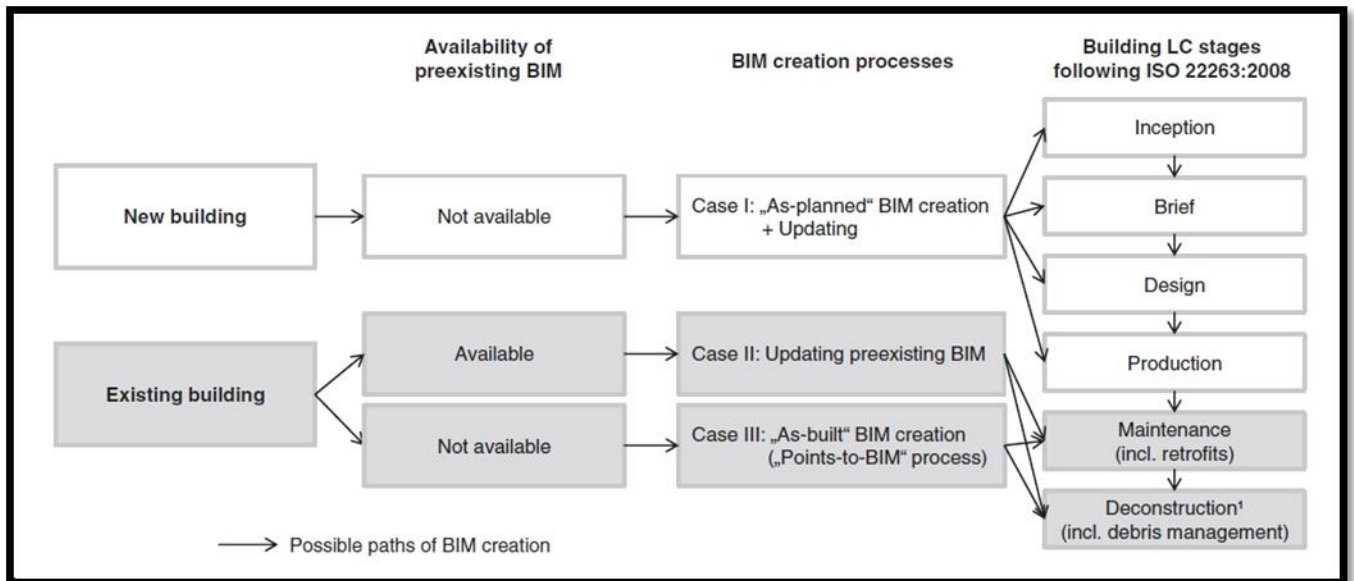 Availability of
preexisting BIM
BIM creation processes
Building LC stages
following ISO 22263:2008
New building
Not available
Case I: „As-planned“ BIM creation
+ Updating
Inception
Brief
Design
Production
Existing building
Available
Case II: Updating preexisting BIM
Not available
Case III: „As-built“ BIM creation
(„Points-to-BIM“ process)
Maintenance
(incl. retrofits)
Deconstruction¹
(incl. debris management)
Possible paths of BIM creation